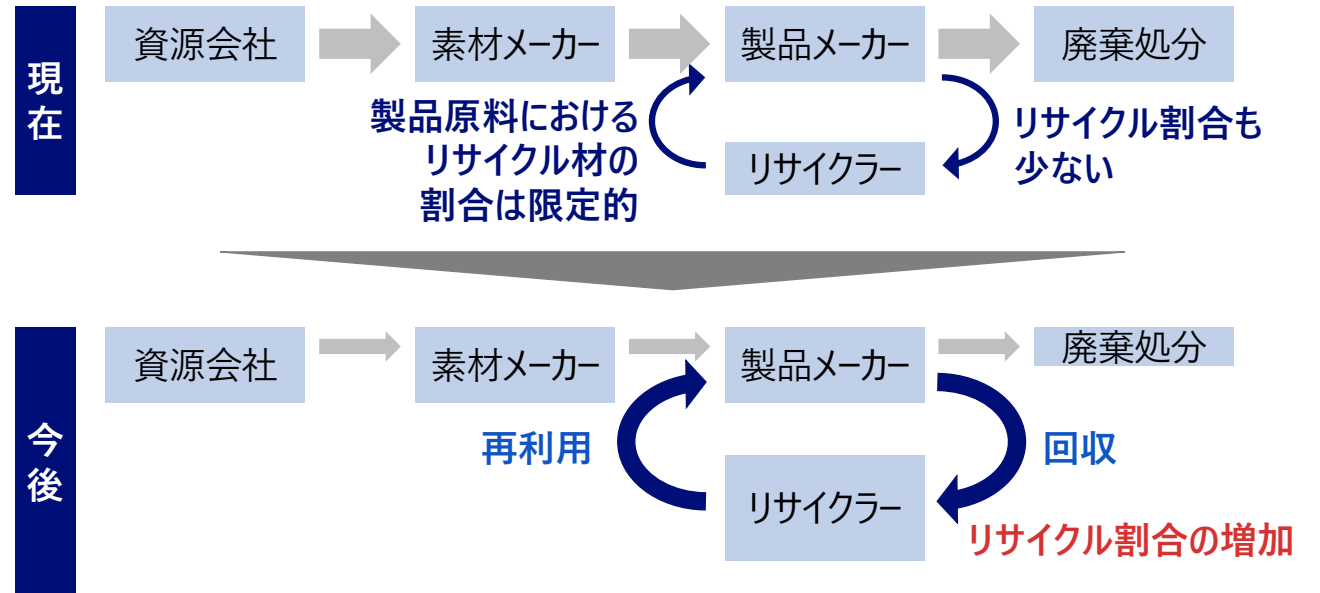 現在
資源会社
素材メーカー
製品メーカー
廃棄処分
製品原料における
リサイクル材の
割合は限定的
リサイクラー
リサイクル割合も
少ない
今後
資源会社
素材メーカー
製品メーカー
廃棄処分
再利用
回収
リサイクラー
リサイクル割合の増加